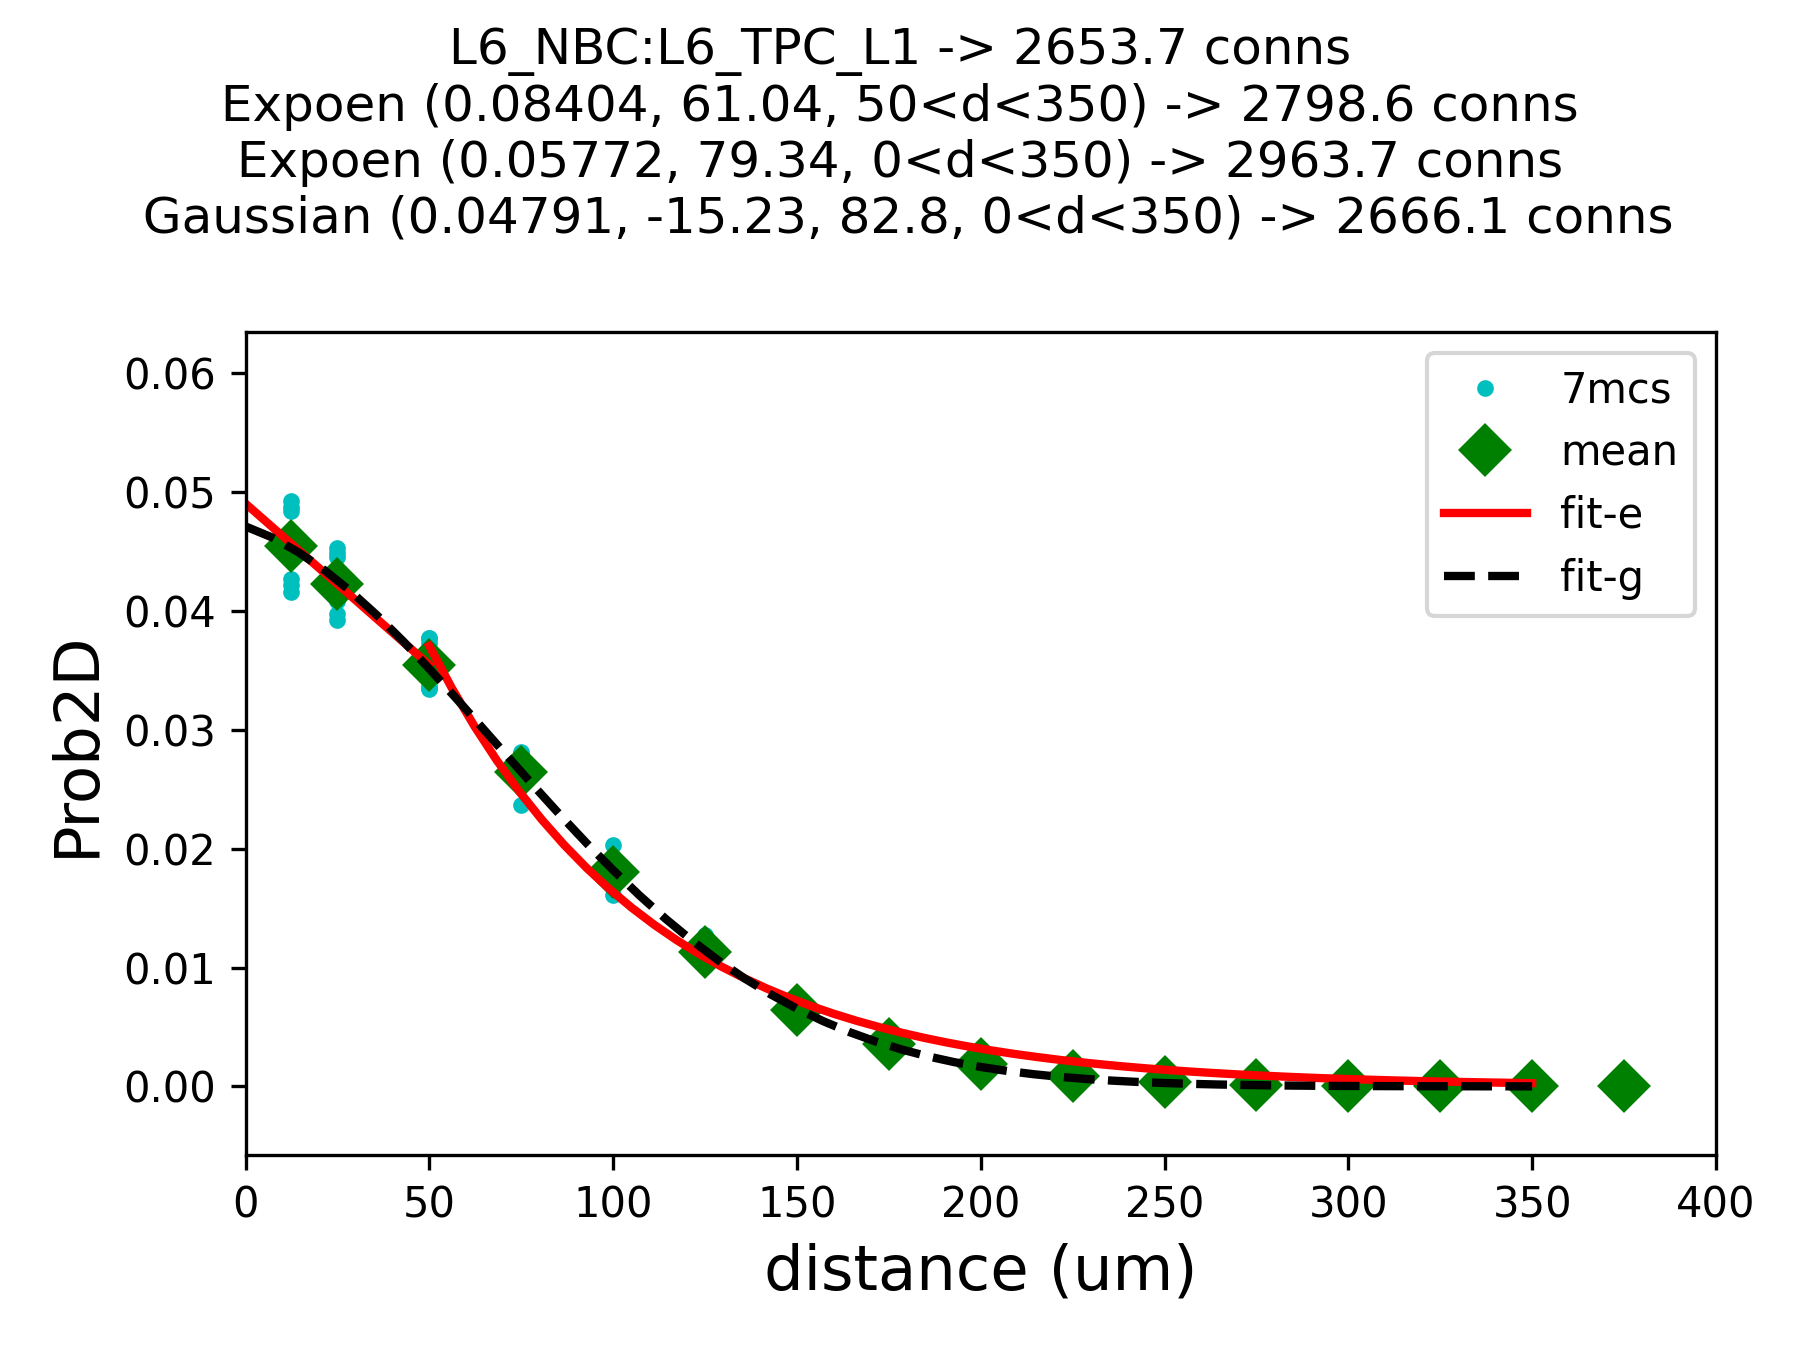 L6_NBC:L6_TPC_L1 -> 2653.7 conns
Expoen (0.08404, 61.04, 50<d<350) -> 2798.6 conns
Expoen (0.05772, 79.34, 0<d<350) -> 2963.7 conns
Gaussian (0.04791, -15.23, 82.8, 0<d<350) -> 2666.1 conns
7mcs
mean
fit-e
fit-g
0.06
0.05
0.04
0.03
0.02
0.01
0.00
Prob2D
0 50 100 150 200 250 300 350 400
distance (um)